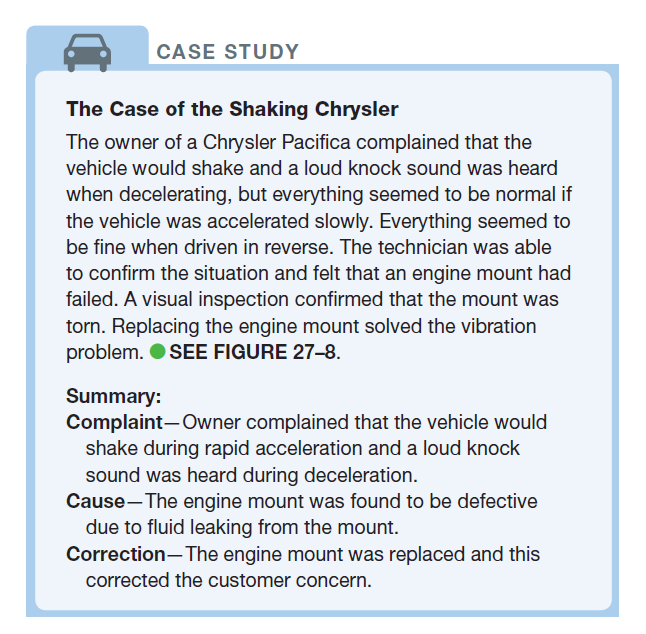 CASE STUDY
The Case of the Shaking Chrysler
The owner of a Chrysler Pacifica complained that the
vehicle would shake and a loud knock sound was heard
when decelerating, but everything seemed to be normal if
the vehicle was accelerated slowly. Everything seemed to
be fine when driven in reverse. The technician was able
to confirm the situation and felt that an engine mount had
failed. A visual inspection confirmed that the mount was
torn. Replacing the engine mount solved the vibration
problem. ● SEE FIGURE 27–8.
Summary:
Complaint—Owner complained that the vehicle would
shake during rapid acceleration and a loud knock
sound was heard during deceleration.
Cause—The engine mount was found to be defective
due to fluid leaking from the mount.
Correction—The engine mount was replaced and this
corrected the customer concern.